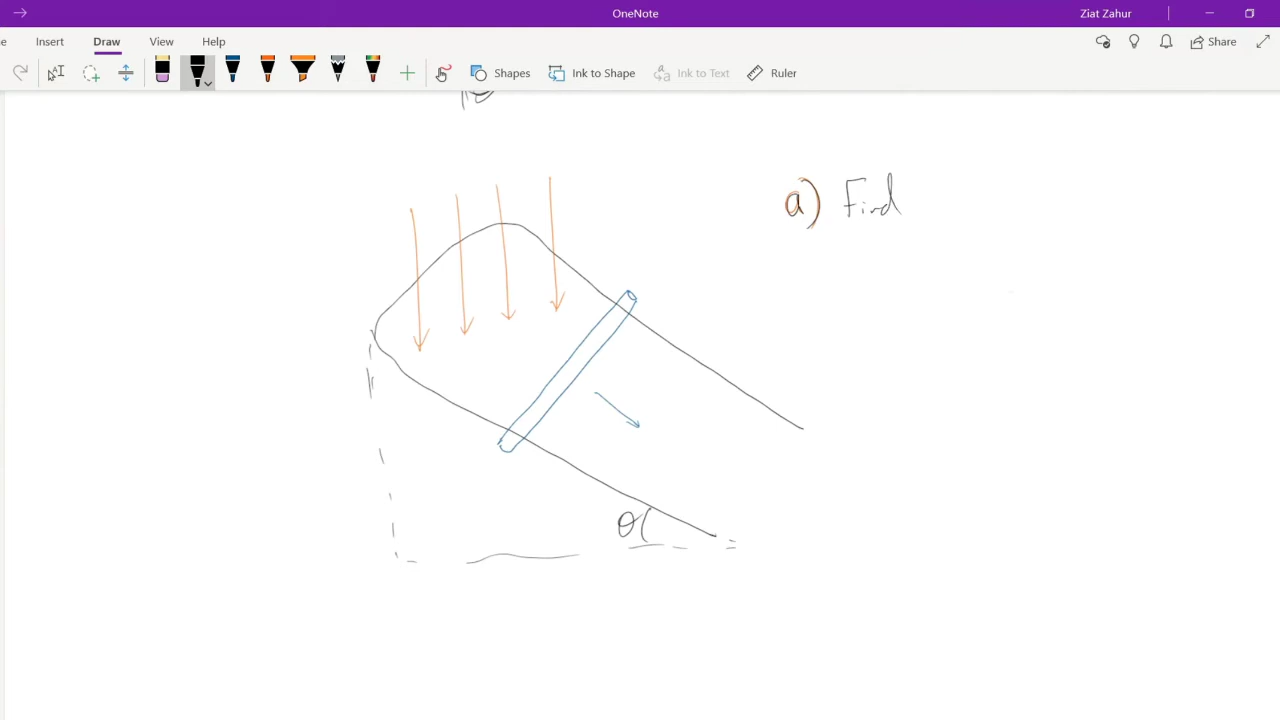 OneNote
Ziat Zahur
Insert Draw View Help
Share
Shapes Ink to Shape Ink to Text Ruler
a) Find
θ